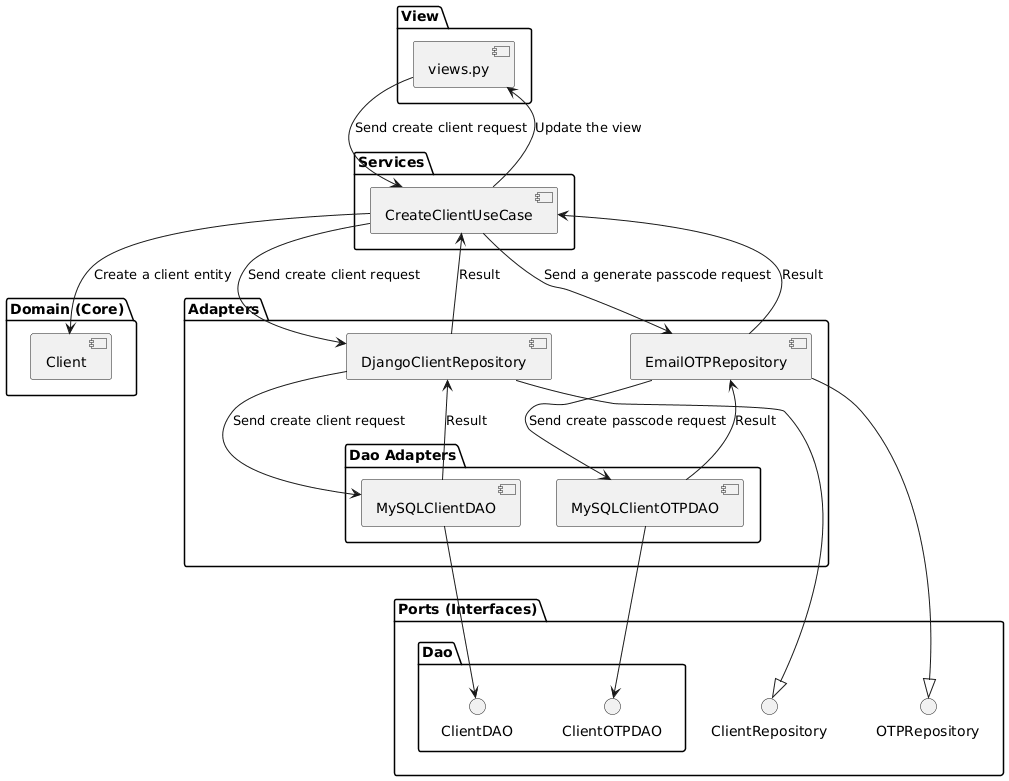 View
views.py
Send create client request
Update the view
Services
CreateClientUseCase
Create a client entity
Send create client request
Result
Send a generate passcode request
Result
Domain (Core)
Client
Adapters
DjangoClientRepository
EmailOTPRepository
Send create client request
Result
Send create passcode request
Result
Dao Adapters
MySQLClientDAO
MySQLClientOTPDAO
Ports (Interfaces)
Dao
ClientDAO
ClientOTPDAO
ClientRepository
OTPRepository